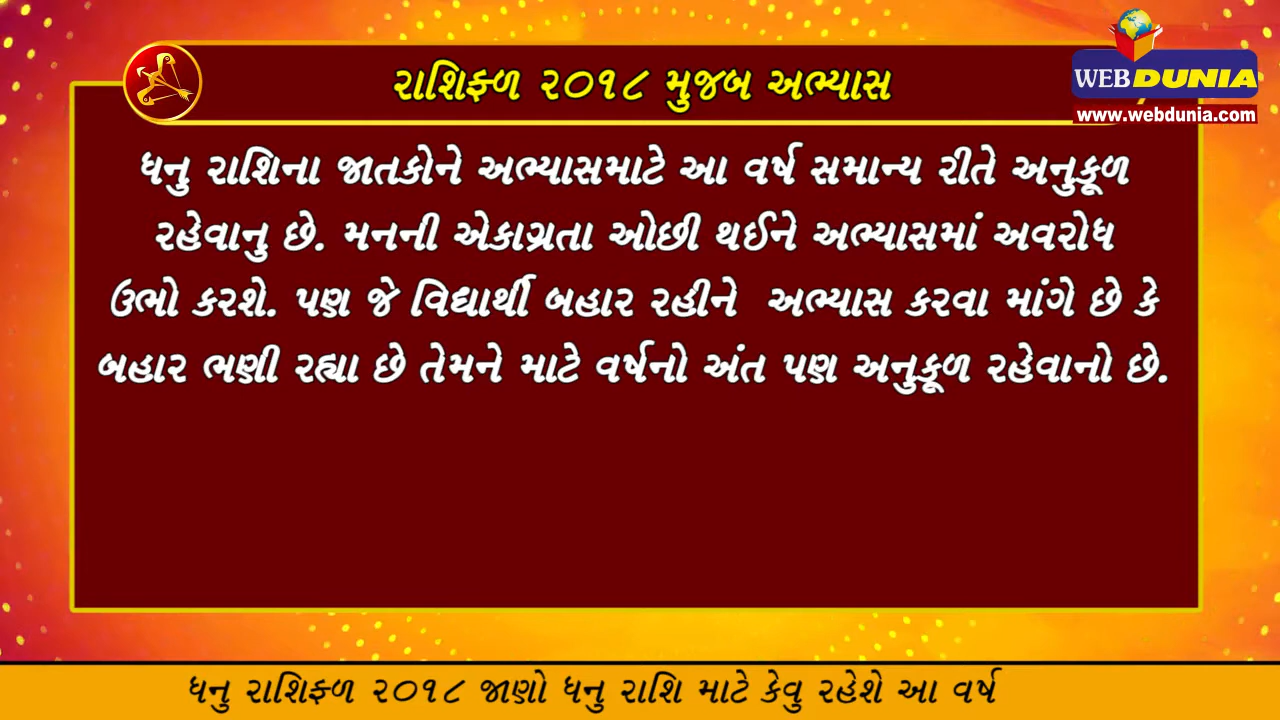 રાશિફળ ૨૦૧૮ મુજબ અભ્યાસ
WEBDUNIA
www.webdunia.com
ધનુ રાશિના જાતકોને અભ્યાસમાટે આ વર્ષ સમાન્ય રીતે અનુકૂળ
રહેવાનુ છે. મનની એકાગ્રતા ઓછી થઈને અભ્યાસમાં અવરોધ
ઉભો કરશે. પણ જે વિદ્યાર્થી બહાર રહીને અભ્યાસ કરવા માંગે છે કે
બહાર ભણી રહ્યા છે તેમને માટે વર્ષનો અંત પણ અનુકૂળ રહેવાનો છે.
ધનુ રાશિફળ ૨૦૧૮ જાણો ધનુ રાશિ માટે કેવુ રહેશે આ વર્ષ